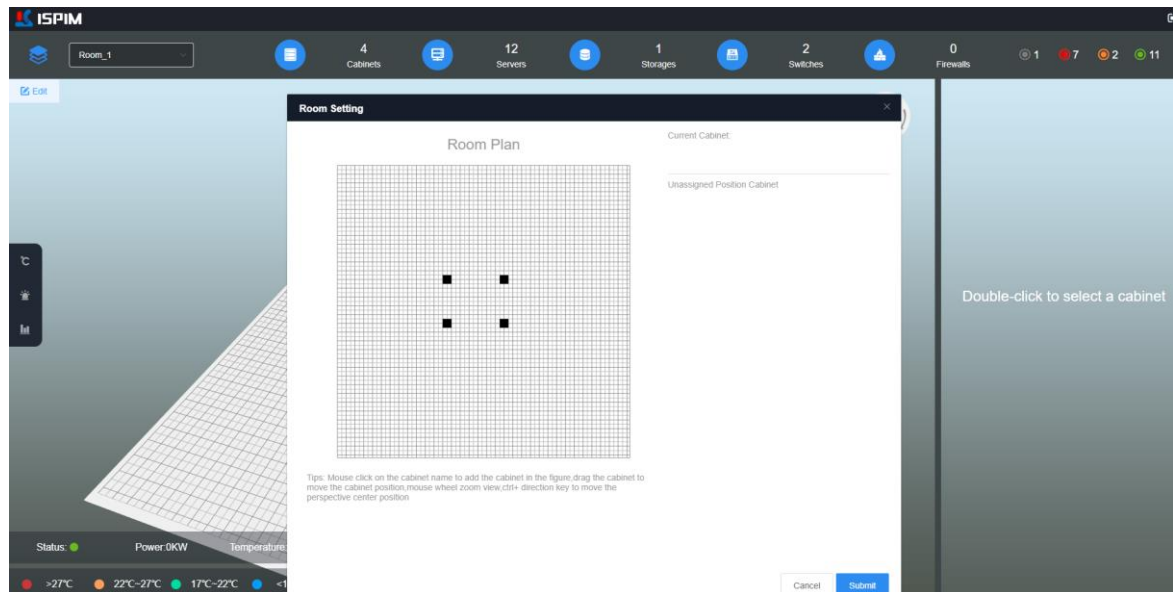 ISPIM
Room_1
4
Cabinets
12
Servers
1
Storages
2
Switches
0
Firewalls
1
7
2
11
Edit
Room Setting
Room Plan
Current Cabinet:
Unassigned Position Cabinet
°C
Double-click to select a cabinet
Tips: Mouse click on the cabinet name to add the cabinet in the figure,drag the cabinet to
move the cabinet position,mouse wheel zoom view,ctrl+ direction key to move the
perspective center position
Status:
Power:0KW
Temperature:
>27℃
22℃~27℃
17℃~22℃
<1
Cancel
Submit